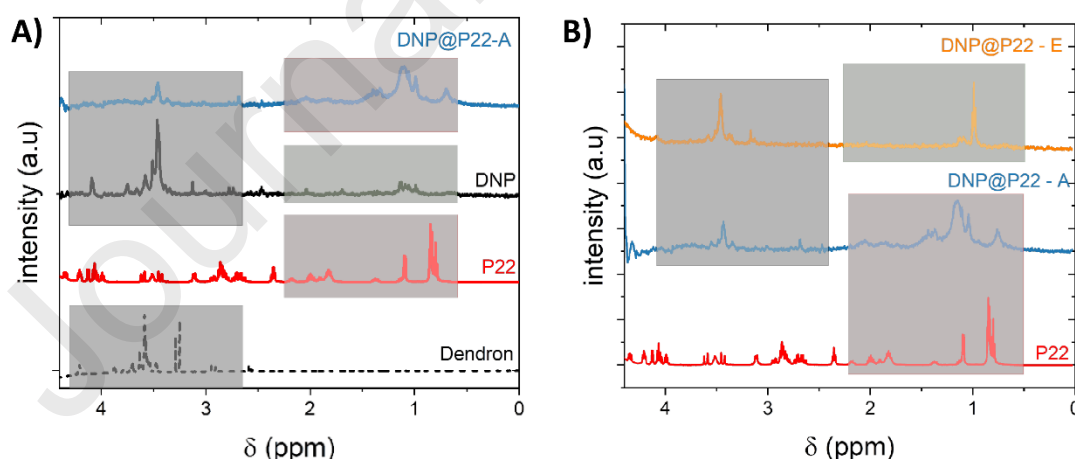 A)
DNP@P22-A
DNP
P22
Dendron
intensity (a.u)
4 3 2 1 0
δ (ppm)
B)
DNP@P22 - E
DNP@P22 - A
P22
intensity (a.u)
4 3 2 1 0
δ (ppm)
Journa